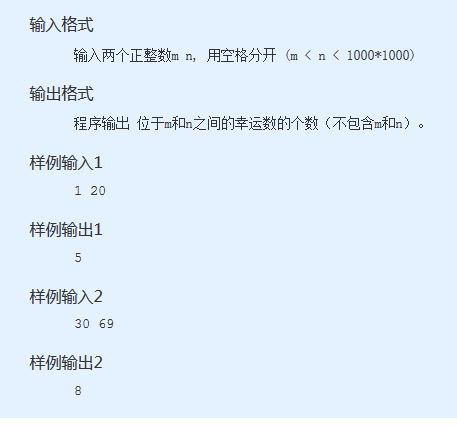 输入格式
输入两个正整数m n, 用空格分开 (m < n < 1000*1000)
输出格式
程序输出 位于m和n之间的幸运数的个数（不包含m和n）。
样例输入1
1 20
样例输出1
5
样例输入2
30 69
样例输出2
8